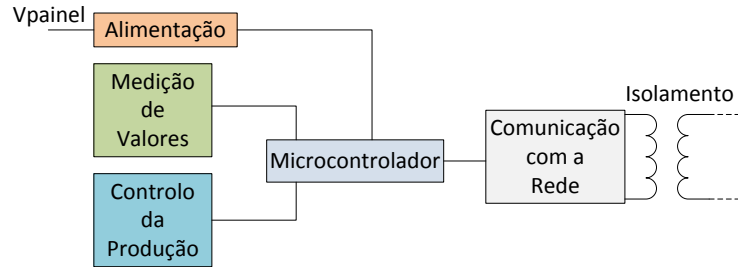 Vpainel
Alimentação
Medição
de
Valores
Microcontrolador
Controlo
da
Produção
Comunicação
com a
Rede
Isolamento